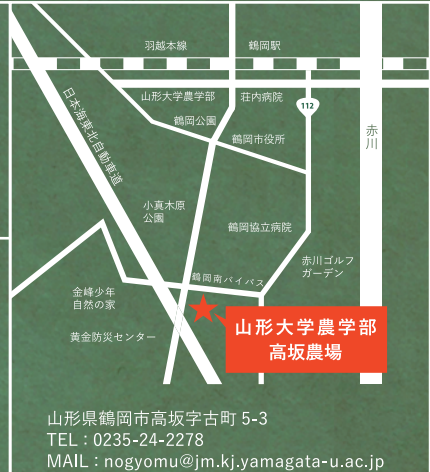 羽越本線
鶴岡駅
日本海東北自動車道
山形大学農学部
荘内病院
112
鶴岡公園
鶴岡市役所
赤川
小真木原
公園
鶴岡協立病院
赤川ゴルフ
ガーデン
鶴岡南バイパス
金峰少年
自然の家
黄金防災センター
山形大学農学部
高坂農場
山形県鶴岡市高坂字古町 5-3
TEL：0235-24-2278
MAIL：nogyomu@jm.kj.yamagata-u.ac.jp